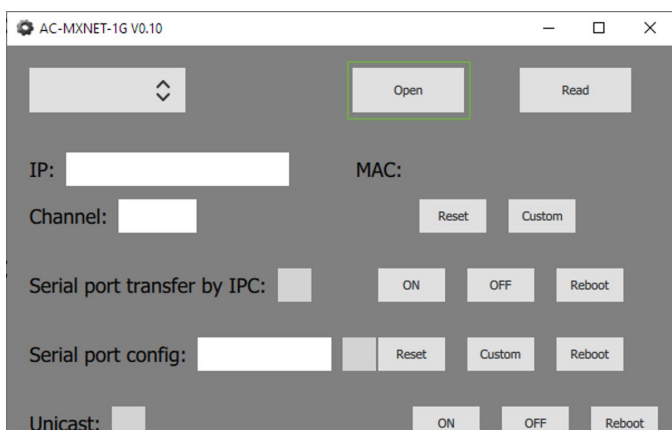 AC-MXNET-1G V0.10
Open Read
IP: MAC:
Channel: Reset Custom
Serial port transfer by IPC: ON OFF Reboot
Serial port config: Reset Custom Reboot
Unicast: ON OFF Reboot